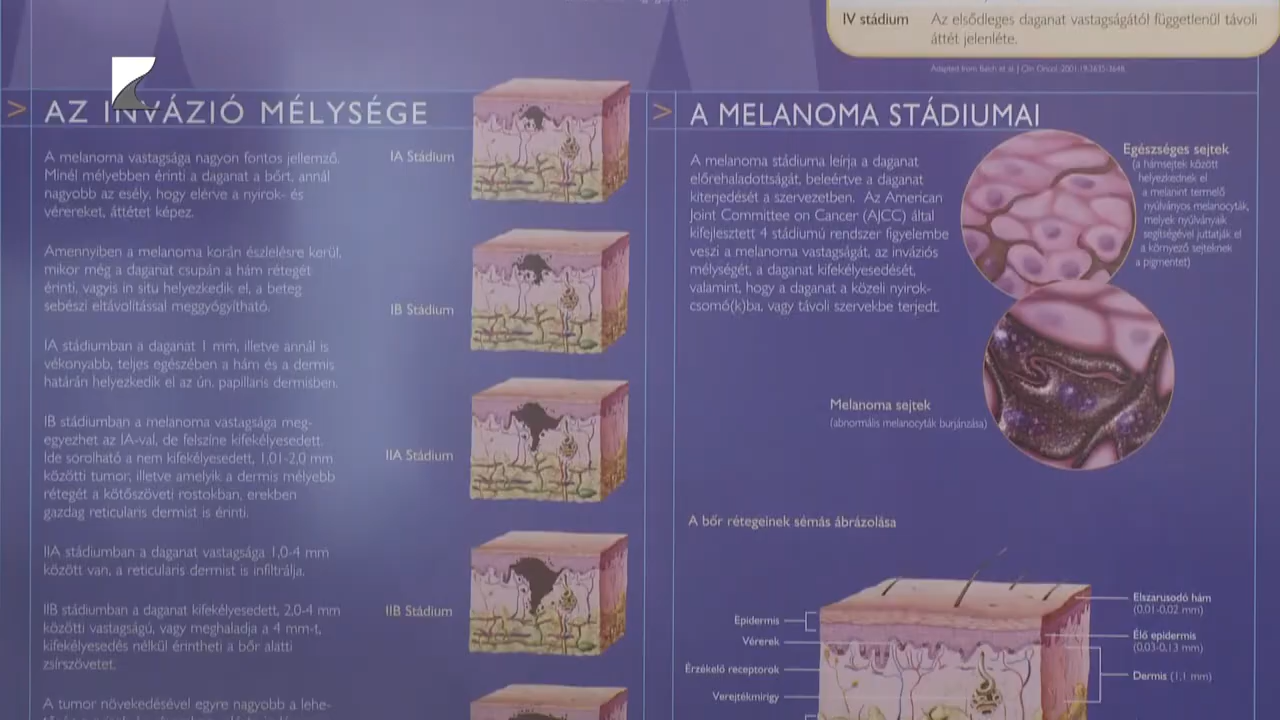 IV stádium
Az elsődleges daganat vastagságától függetlenül távoli
áttét jelenléte.
AZ INVÁZIÓ MÉLYSÉGE
A melanoma vastagsága nagyon fontos jellemző.
Minél mélyebben érinti a daganat a bőrt, annál
nagyobb az esély, hogy elérve a nyirok- és
vérereket, áttétet képez.
Amennyiben a melanoma korán észlelésre kerül,
mikor még a daganat csupán a hám rétegét
érinti, vagyis in situ helyezkedik el, a beteg
sebészi eltávolítással meggyógyítható.
IA stádiumban a daganat 1 mm, illetve annál is
vékonyabb, teljes egészében a hám és a dermis
határán helyezkedik el az ún. papillaris dermisben.
IB stádiumban a melanoma vastagsága meg-
egyezhet az IA-val, de felszíne kifekélyesedett.
Ide sorolható a nem kifekélyesedett, 1,01-2,0 mm
közötti tumor, illetve amelyik a dermis mélyebb
rétegét a kötőszöveti rostokban, erekben
gazdag reticularis dermist is érinti.
IIA stádiumban a daganat vastagsága 1,0-4 mm
között van, a reticularis dermist is infiltrálja.
IIB stádiumban a daganat kifekélyesedett, 2,0-4 mm
közötti vastagságú, vagy meghaladja a 4 mm-t,
kifekélyesedés nélkül érintheti a bőr alatti
zsírszövetet.
A tumor növekedésével egyre nagyobb a lehe-
IA Stádium
IB Stádium
IIA Stádium
IIB Stádium
A MELANOMA STÁDIUMAI
A melanoma stádiuma leírja a daganat
előrehaladottságát, beleértve a daganat
kiterjedését a szervezetben. Az American
Joint Committee on Cancer (AJCC) által
kifejlesztett 4 stádiumú rendszer figyelembe
veszi a melanoma vastagságát, az inváziós
mélységét, a daganat kifekélyesedését,
valamint, hogy a daganat a közeli nyirok-
csomó(k)ba, vagy távoli szervekbe terjedt.
Egészséges sejtek
(a hámsejtek között
helyezkednek el
a melanint termelő
nyúlványos melanocyták,
melyek nyúlványaik
segítségével juttatják el
a környező sejteknek
a pigmentet)
Melanoma sejtek
(abnormális melanocyták burjánzása)
A bőr rétegeinek sémás ábrázolása
Epidermis
Vérerek
Érzékelő receptorok
Verejtékmirigy
Elszarusodó hám
(0.01-0.02 mm)
Élő epidermis
(0.03-0.13 mm)
Dermis (1.1 mm)